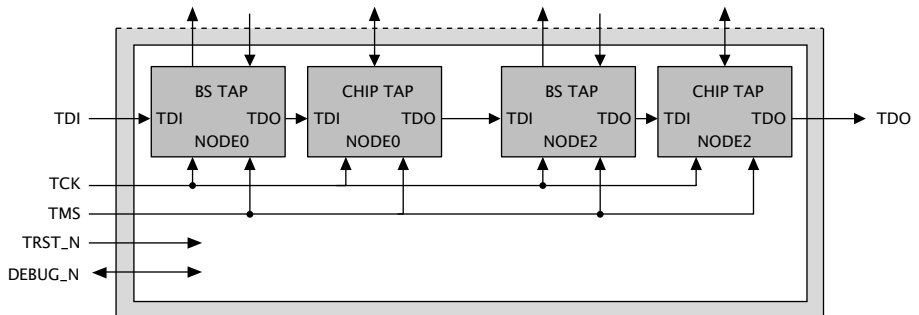 BS TAP CHIP TAP BS TAP CHIP TAP
TDI TDI TDO TDI TDO TDI TDO TDI TDO TDO
NODE0 NODE0 NODE2 NODE2
TCK
TMS
TRST_N
DEBUG_N